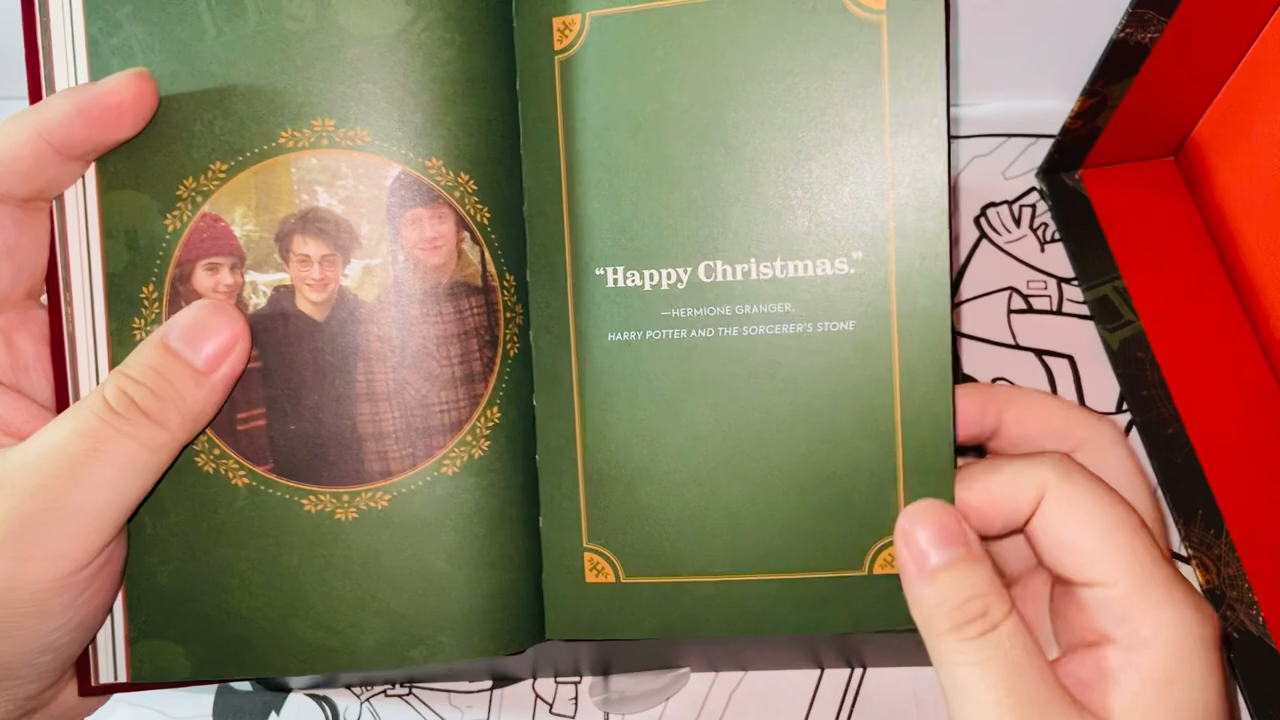 “Happy Christmas.”
—HERMIONE GRANGER,
HARRY POTTER AND THE SORCERER'S STONE